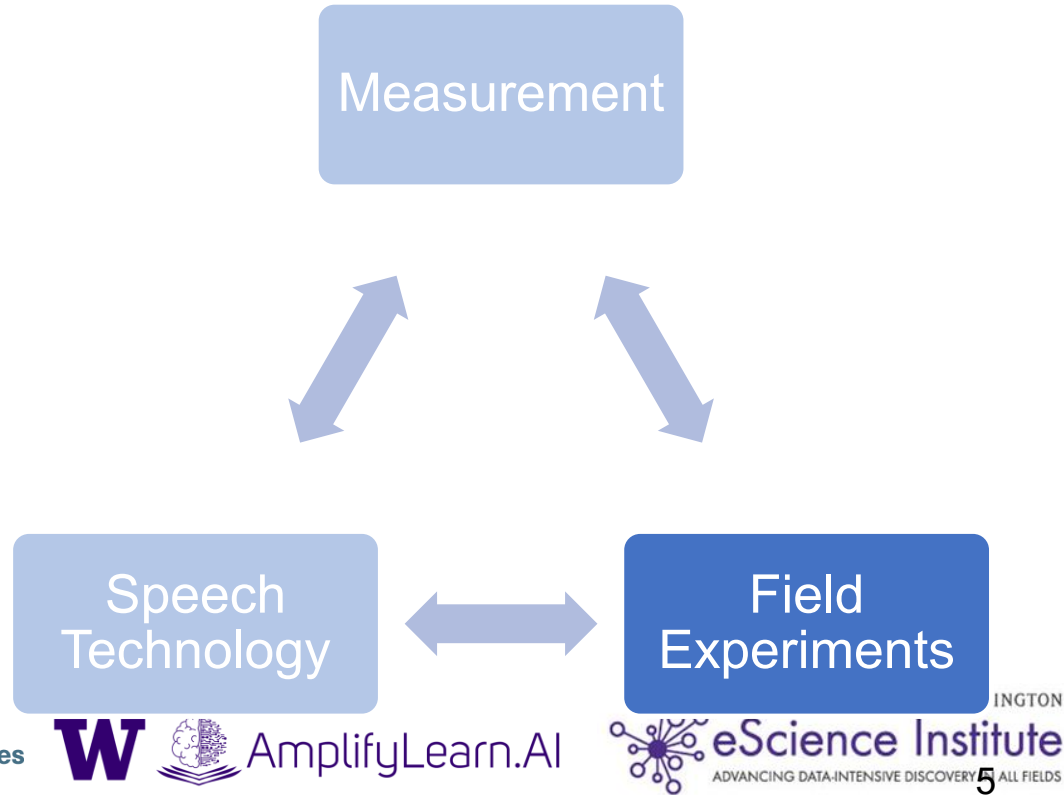 Measurement
Speech
Technology
Field
Experiments
INGTON
es
W
AmplifyLearn.AI
eScience Institute
ADVANCING DATA-INTENSIVE DISCOVERY ALL FIELDS
5